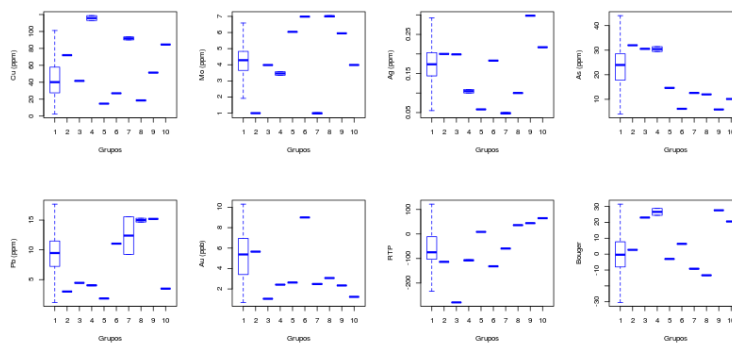 Cu (ppm)
0 20 40 60 80 100
1 2 3 4 5 6 7 8 9 10
Grupos
Mo (ppm)
1 2 3 4 5 6 7
1 2 3 4 5 6 7 8 9 10
Grupos
Ag (ppm)
0.05 0.15 0.25
1 2 3 4 5 6 7 8 9 10
Grupos
As (ppm)
10 20 30 40
1 2 3 4 5 6 7 8 9 10
Grupos
Pb (ppm)
5 10 15
1 2 3 4 5 6 7 8 9 10
Grupos
Au (ppb)
0 2 4 6 8 10
1 2 3 4 5 6 7 8 9 10
Grupos
RTP
-200 -100 0 100
1 2 3 4 5 6 7 8 9 10
Grupos
Bouger
-30 -10 0 10 20 30
1 2 3 4 5 6 7 8 9 10
Grupos